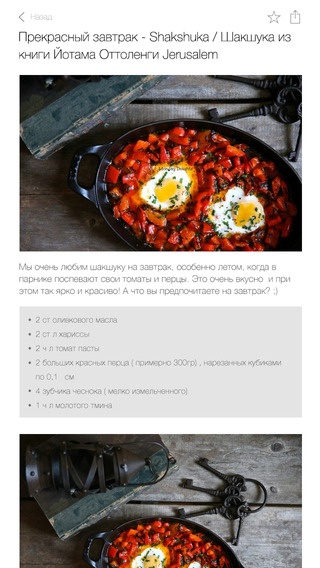 Назад
Прекрасный завтрак - Shakshuka / Шакшука из
книги Йотама Оттоленги Jerusalem
Мы очень любим шакшуку на завтрак, особенно летом, когда в
парнике поспевают свои томаты и перцы. Это очень вкусно и при
этом так ярко и красиво! А что вы предпочитаете на завтрак? ;)
• 2 ст оливкового масла
• 2 ст л хариссы
• 2 ч л томат пасты
• 2 больших красных перца ( примерно 300гр) , нарезанных кубиками
по 0,1 см
• 4 зубчика чеснока ( мелко измельченного)
• 1 ч л молотого тмина